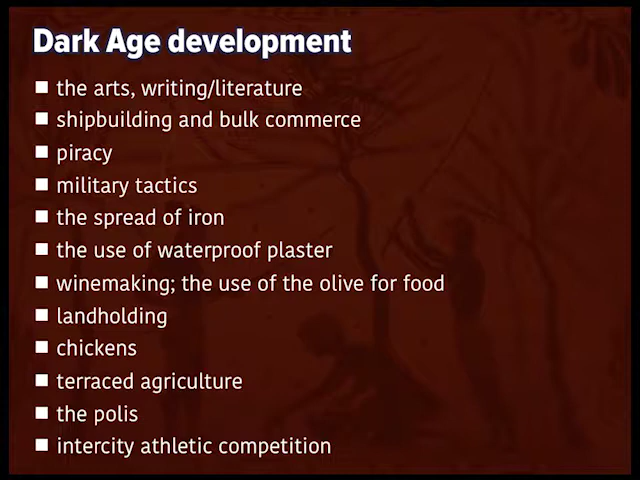 Dark Age development
■ the arts, writing/literature
■ shipbuilding and bulk commerce
■ piracy
■ military tactics
■ the spread of iron
■ the use of waterproof plaster
■ winemaking; the use of the olive for food
■ landholding
■ chickens
■ terraced agriculture
■ the polis
■ intercity athletic competition